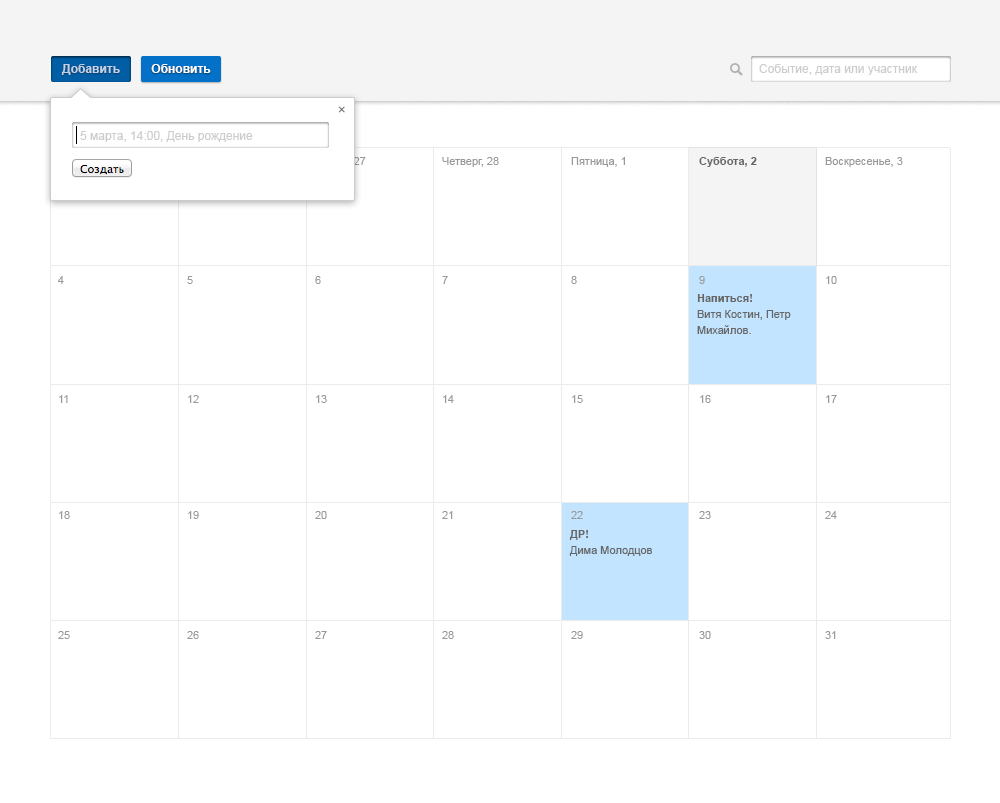 Добавить
Обновить
Событие, дата или участник
×
5 марта, 14:00, День рождение
Создать
27
Четверг, 28
Пятница, 1
Суббота, 2
Воскресенье, 3
4
5
6
7
8
9
Напиться!
Витя Костин, Петр
Михайлов.
10
11
12
13
14
15
16
17
18
19
20
21
22
ДР!
Дима Молодцов
23
24
25
26
27
28
29
30
31